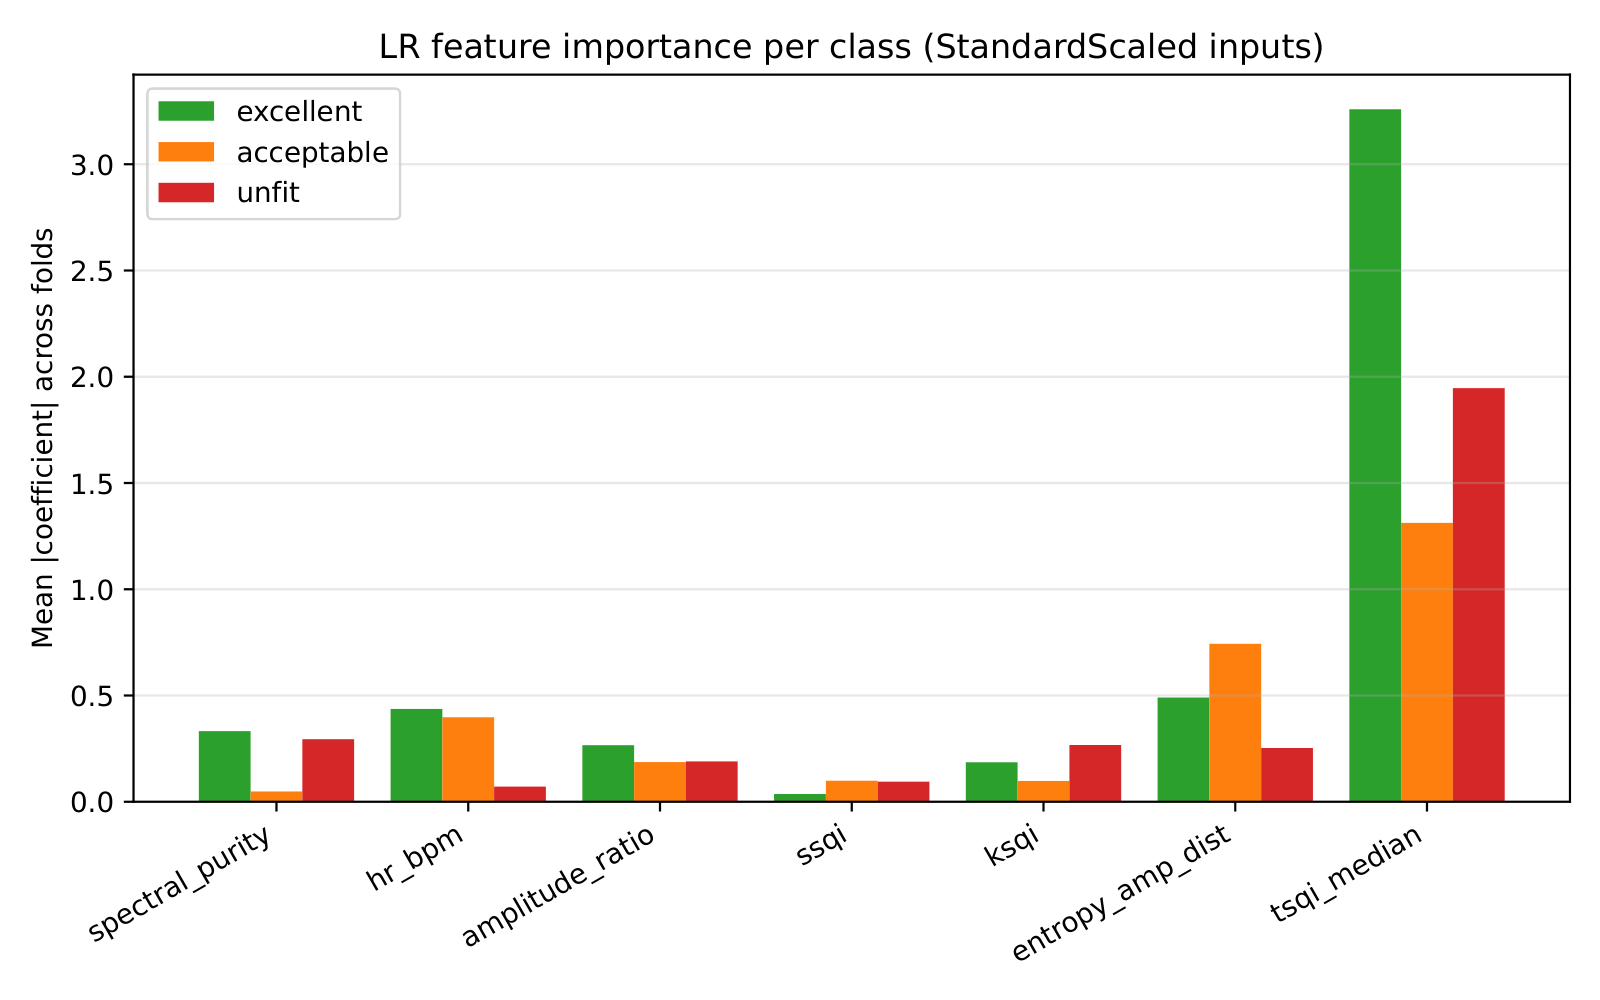 LR feature importance per class (StandardScaled inputs)
excellent
acceptable
unfit
Mean |coefficient| across folds
3.0
2.5
2.0
1.5
1.0
0.5
0.0
spectral_purity
hr_bpm
amplitude_ratio
ssqi
ksqi
entropy_amp_dist
tsqi_median